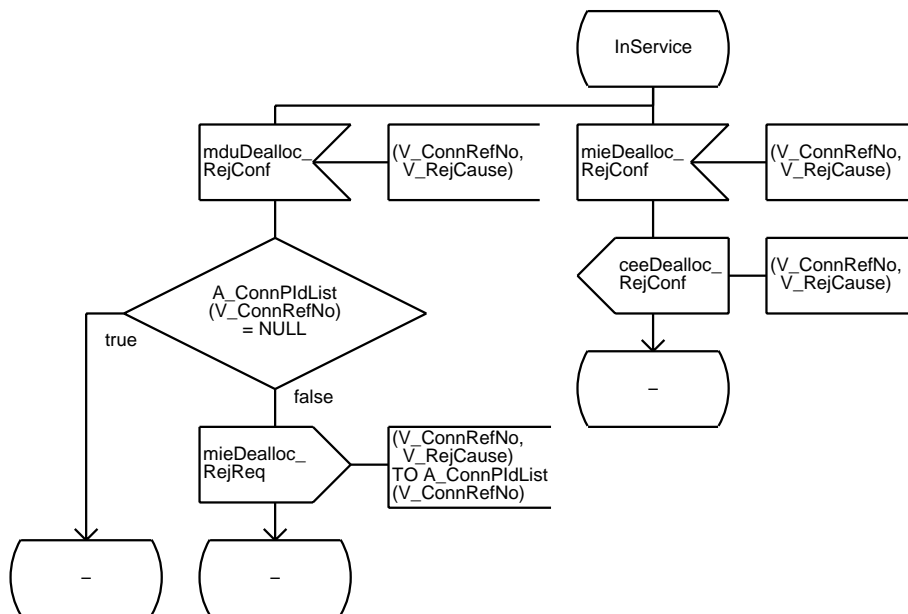 InService
mduDealloc_
RejConf
(V_ConnRefNo,
V_RejCause)
mieDealloc_
RejConf
(V_ConnRefNo,
V_RejCause)
ceeDealloc_
RejConf
(V_ConnRefNo,
V_RejCause)
A_ConnPIdList
(V_ConnRefNo)
= NULL
true
false
–
mieDealloc_
RejReq
(V_ConnRefNo,
V_RejCause)
TO A_ConnPIdList
(V_ConnRefNo)
–
–